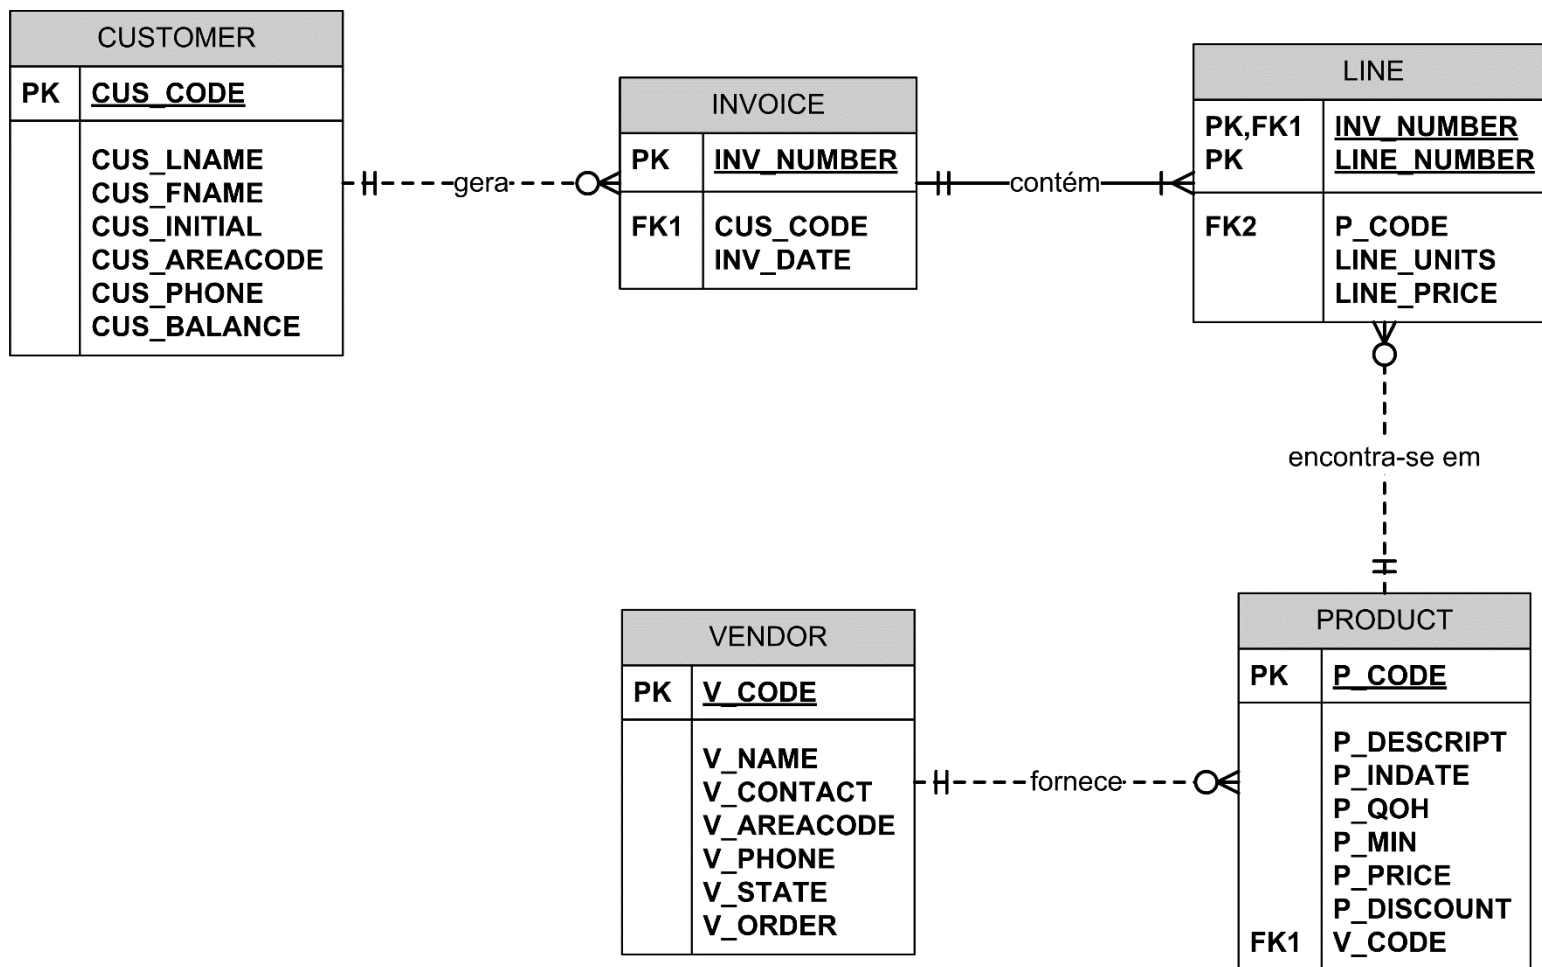 CUSTOMER
PK CUS_CODE
CUS_LNAME
CUS_FNAME
CUS_INITIAL
CUS_AREACODE
CUS_PHONE
CUS_BALANCE
gera
INVOICE
PK INV_NUMBER
FK1 CUS_CODE
INV_DATE
contém
LINE
PK,FK1 INV_NUMBER
PK LINE_NUMBER
FK2 P_CODE
LINE_UNITS
LINE_PRICE
encontra-se em
VENDOR
PK V_CODE
V_NAME
V_CONTACT
V_AREACODE
V_PHONE
V_STATE
V_ORDER
fornece
PRODUCT
PK P_CODE
P_DESCRIPT
P_INDATE
P_QOH
P_MIN
P_PRICE
P_DISCOUNT
FK1 V_CODE